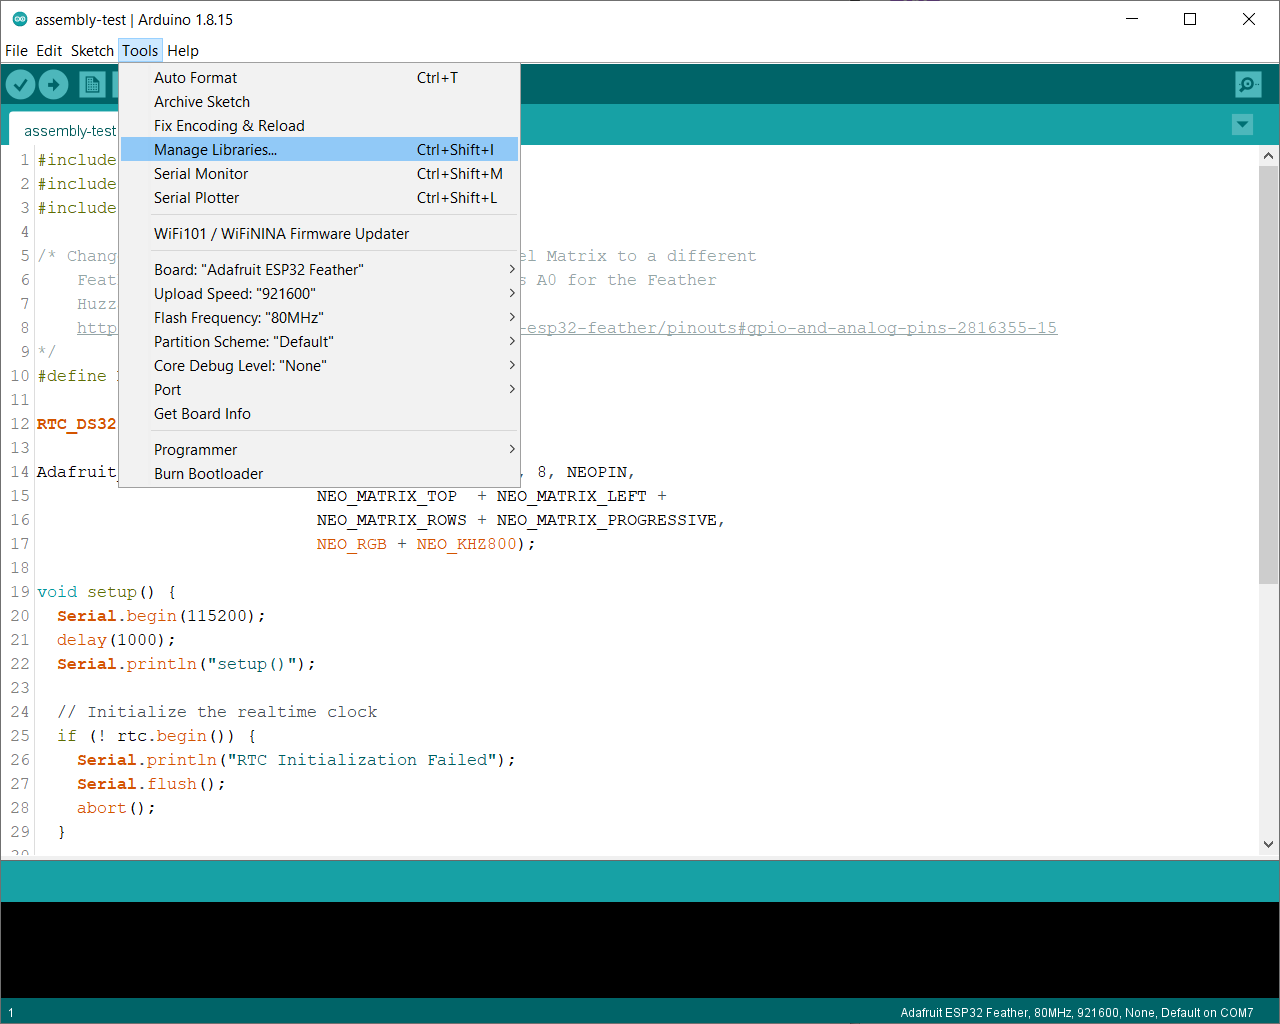 assembly-test | Arduino 1.8.15
File Edit Sketch Tools Help
Auto Format Ctrl+T
Archive Sketch
Fix Encoding & Reload
Manage Libraries... Ctrl+Shift+I
Serial Monitor Ctrl+Shift+M
Serial Plotter Ctrl+Shift+L
WiFi101 / WiFiNINA Firmware Updater
Board: "Adafruit ESP32 Feather"
Upload Speed: "921600"
Flash Frequency: "80MHz"
Partition Scheme: "Default"
Core Debug Level: "None"
Port
Get Board Info
Programmer
Burn Bootloader
assembly-test
1 #include
2 #include
3 #include
4
5 /* Chang el Matrix to a different
6 Feat s A0 for the Feather
7 Huzz
8 http -esp32-feather/pinouts#gpio-and-analog-pins-2816355-15
9 */
10 #define
11
12 RTC_DS32
13
14 Adafruit_ , 8, NEOPIN,
15 NEO_MATRIX_TOP + NEO_MATRIX_LEFT +
16 NEO_MATRIX_ROWS + NEO_MATRIX_PROGRESSIVE,
17 NEO_RGB + NEO_KHZ800);
18
19 void setup() {
20 Serial.begin(115200);
21 delay(1000);
22 Serial.println("setup()");
23
24 // Initialize the realtime clock
25 if (! rtc.begin()) {
26 Serial.println("RTC Initialization Failed");
27 Serial.flush();
28 abort();
29 }
1 Adafruit ESP32 Feather, 80MHz, 921600, None, Default on COM7